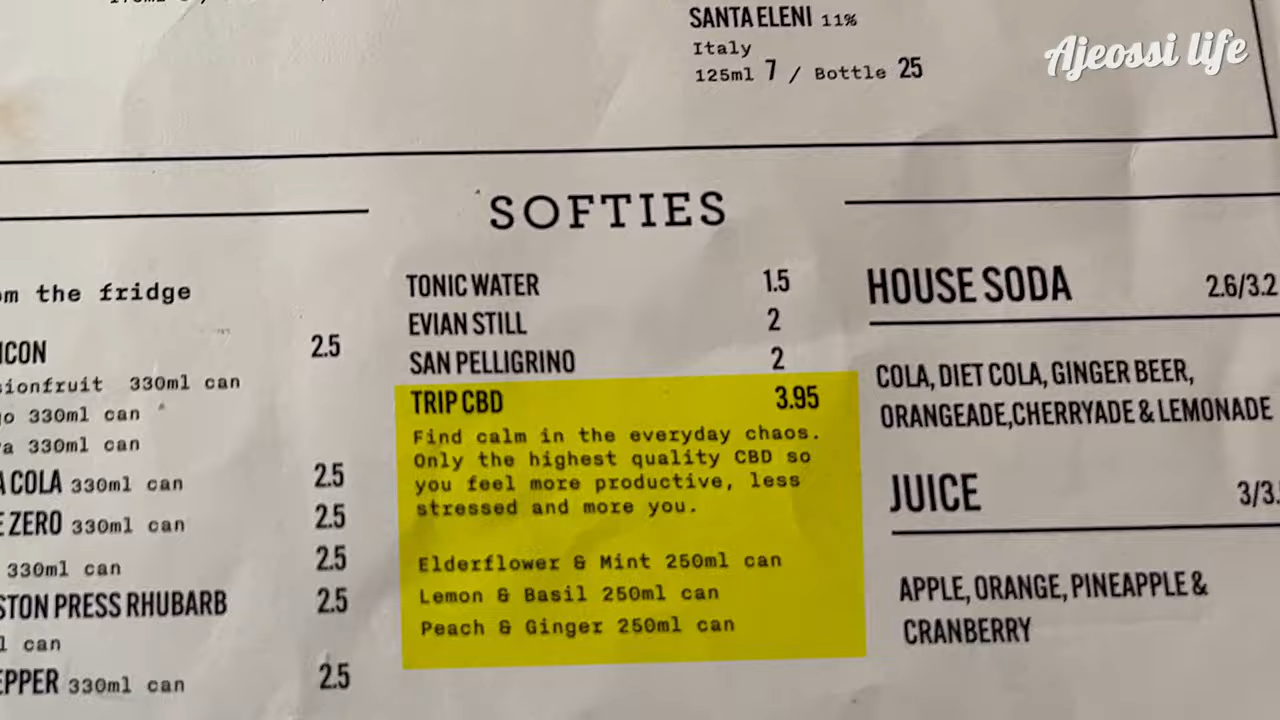 SANTA ELENI 11%
Italy
125ml 7 / Bottle 25
Ajeossi life
SOFTIES
the fridge
2.5
330ml can
330ml can
330ml can
COLA 330ml can 2.5
ZERO 330ml can 2.5
330ml can 2.5
PRESS RHUBARB 2.5
can
330ml can 2.5
TONIC WATER 1.5
EVIAN STILL 2
SAN PELLIGRINO 2
TRIP CBD 3.95
Find calm in the everyday chaos.
Only the highest quality CBD so
you feel more productive, less
stressed and more you.
Elderflower & Mint 250ml can
Lemon & Basil 250ml can
Peach & Ginger 250ml can
HOUSE SODA 2.6/3.2
COLA, DIET COLA, GINGER BEER,
ORANGEADE,CHERRYADE & LEMONADE
JUICE 3/3.
APPLE, ORANGE, PINEAPPLE &
CRANBERRY